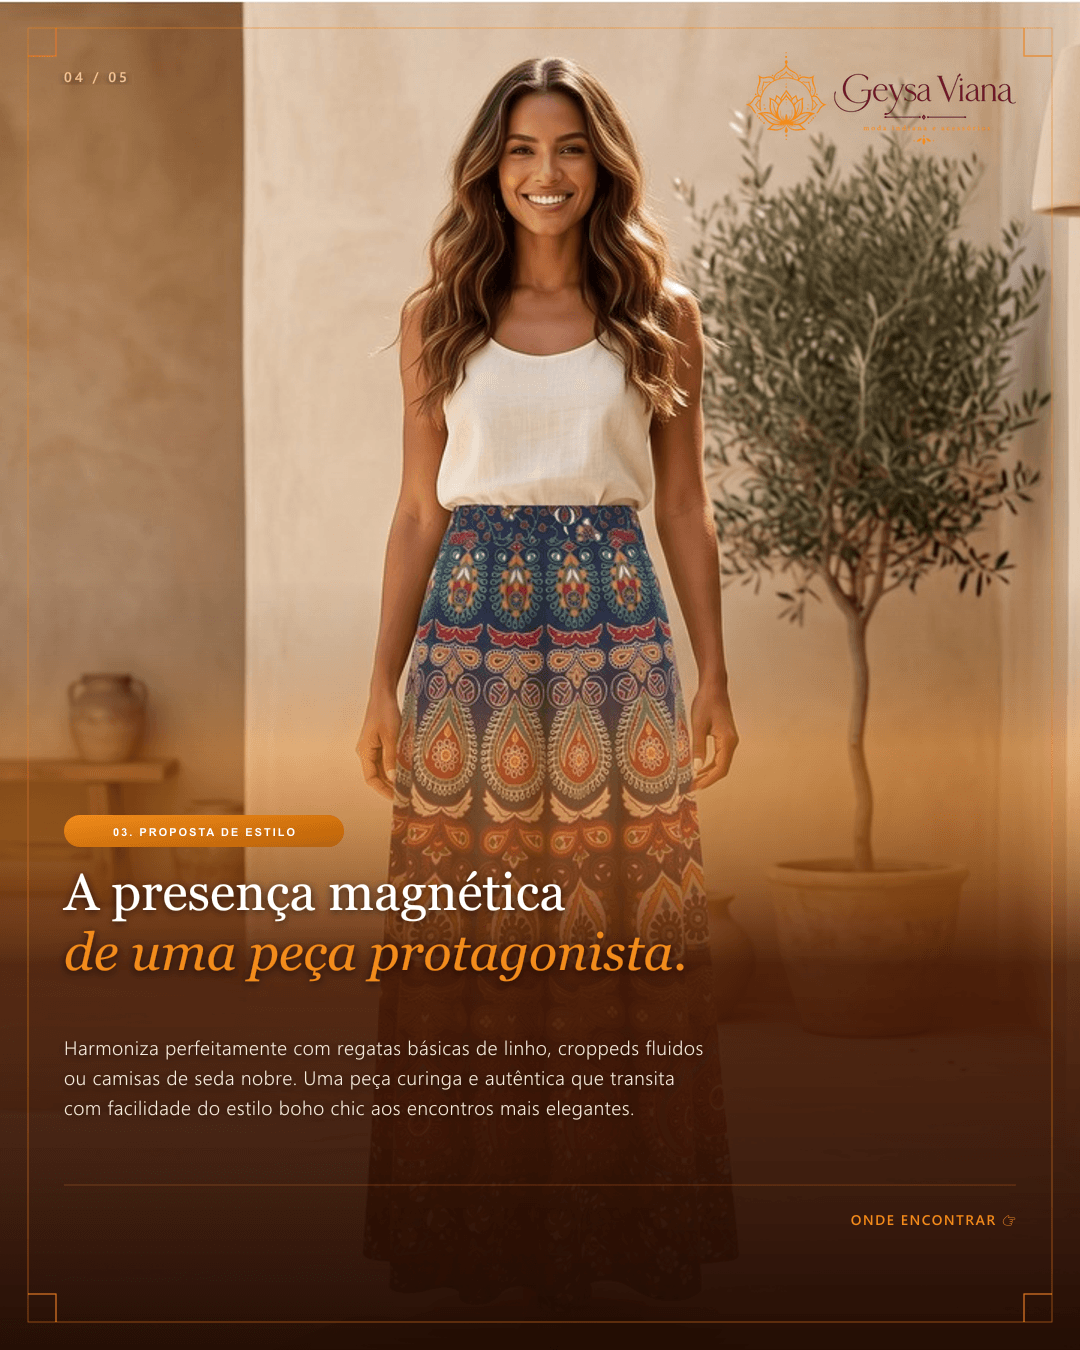 04 / 05
Geysa Viana
03. PROPOSTA DE ESTILO
A presença magnética
de uma peça protagonista.
Harmoniza perfeitamente com regatas básicas de linho, croppeds fluidos
ou camisas de seda nobre. Uma peça curinga e autêntica que transita
com facilidade do estilo boho chic aos encontros mais elegantes.
ONDE ENCONTRAR 👉